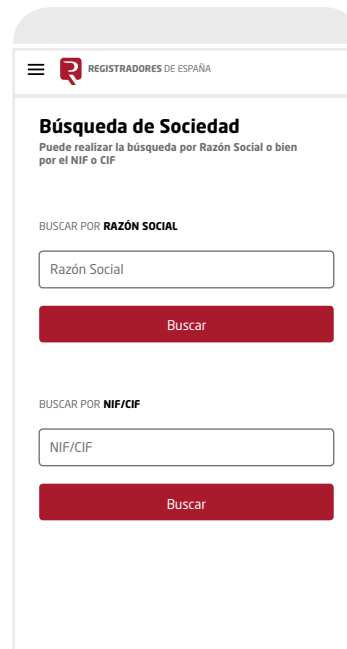 REGISTRADORES DE ESPAÑA
Búsqueda de Sociedad
Puede realizar la búsqueda por Razón Social o bien
por el NIF o CIF
BUSCAR POR RAZÓN SOCIAL
Razón Social
Buscar
BUSCAR POR NIF/CIF
NIF/CIF
Buscar